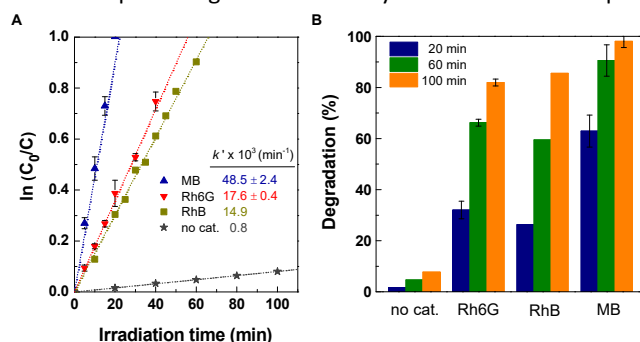 A
ln (C0/C)
1.0
0.8
0.6
0.4
0.2
0.0
k' x 10³ (min⁻¹)
MB 48.5 ± 2.4
Rh6G 17.6 ± 0.4
RhB 14.9
no cat. 0.8
0 20 40 60 80 100
Irradiation time (min)
B
Degradation (%)
100
80
60
40
20
0
20 min
60 min
100 min
no cat. Rh6G RhB MB